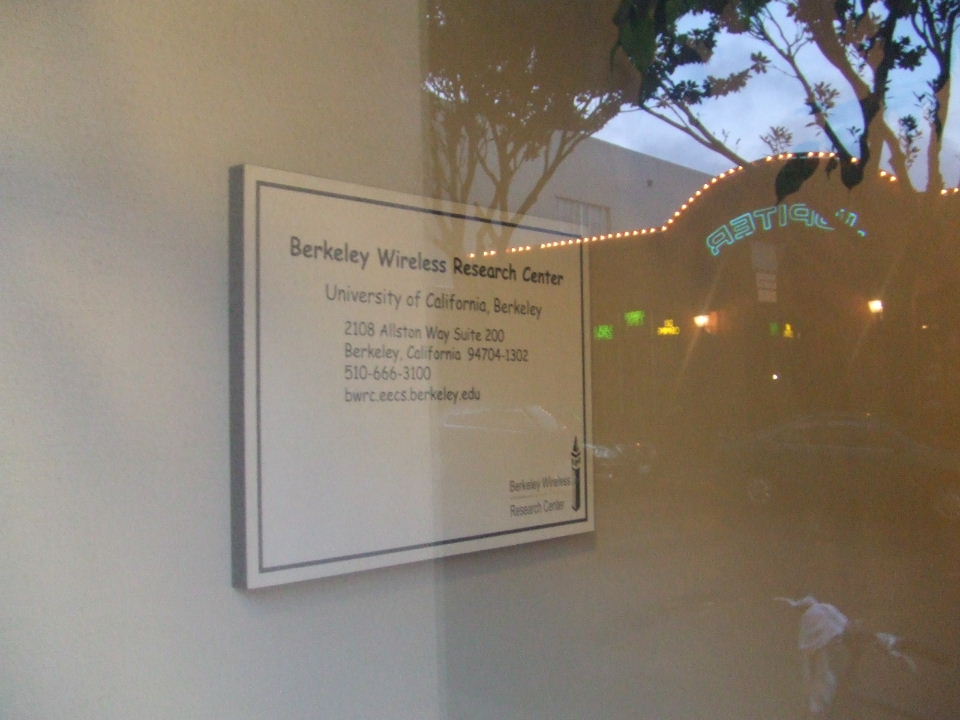 Berkeley Wireless Research Center
University of California, Berkeley
2108 Allston Way Suite 200
Berkeley, California 94704-1302
510-666-3100
bwrc.eecs.berkeley.edu
Berkeley Wireless
Research Center
JUPITER